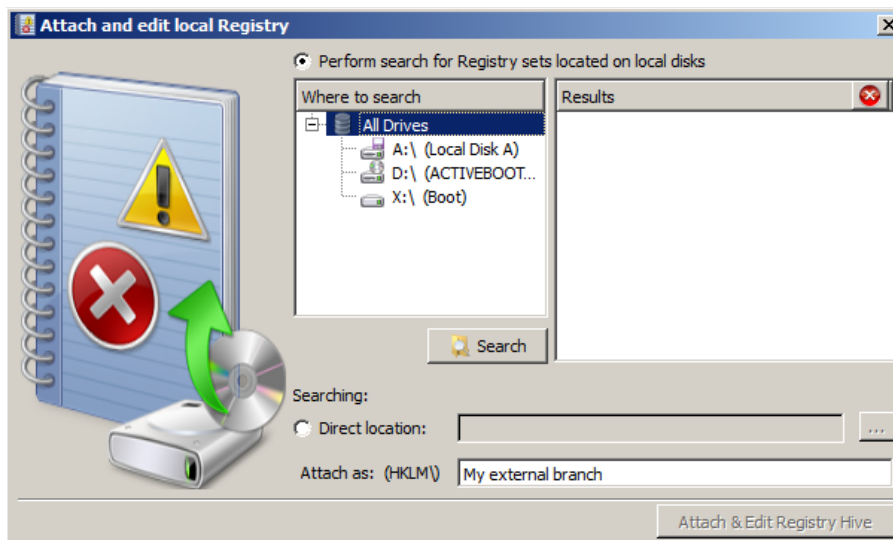 Attach and edit local Registry
Perform search for Registry sets located on local disks
Where to search
Results
All Drives
A:\ (Local Disk A)
D:\ (ACTIVEBOOT...
X:\ (Boot)
Search
Searching:
Direct location:
...
Attach as: (HKLM\)
My external branch
Attach & Edit Registry Hive